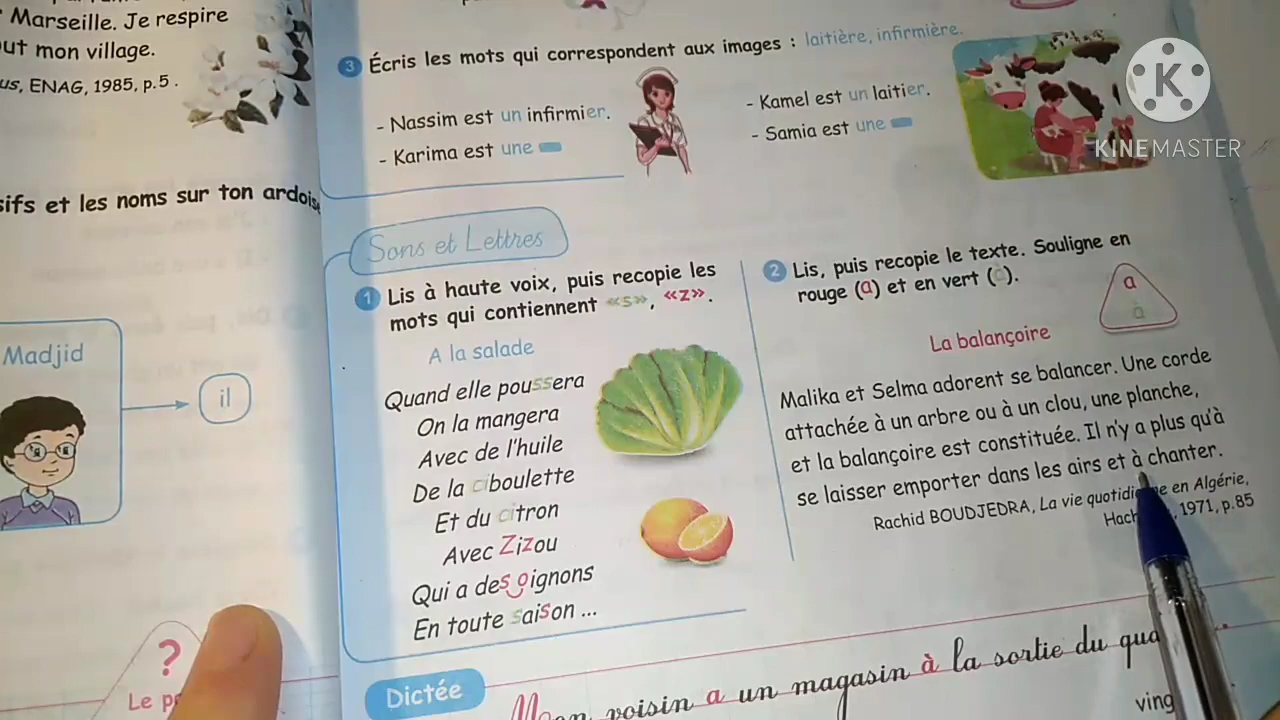 Marseille. Je respire
ut mon village.
us, ENAG, 1985, p.5 .
sifs et les noms sur ton ardoise
Madjid
il
?
Le
3 Écris les mots qui correspondent aux images : laitière, infirmière.
- Nassim est un infirmier.
- Karima est une
- Kamel est un laitier.
- Samia est une
K
KINEMASTER
Sons et Lettres
1 Lis à haute voix, puis recopie les
mots qui contiennent «s», «z».
A la salade
Quand elle poussera
On la mangera
Avec de l'huile
De la ciboulette
Et du citron
Avec Zizou
Qui a des oignons
En toute saison ...
2 Lis, puis recopie le texte. Souligne en
rouge (a) et en vert (c).
a
à
La balançoire
Malika et Selma adorent se balancer. Une corde
attachée à un arbre ou à un clou, une planche,
et la balançoire est constituée. Il n'y a plus qu'à
se laisser emporter dans les airs et à chanter.
Rachid BOUDJEDRA, La vie en Algérie,
1971, p.85
Dictée
Mon voisin a un magasin à la sortie du